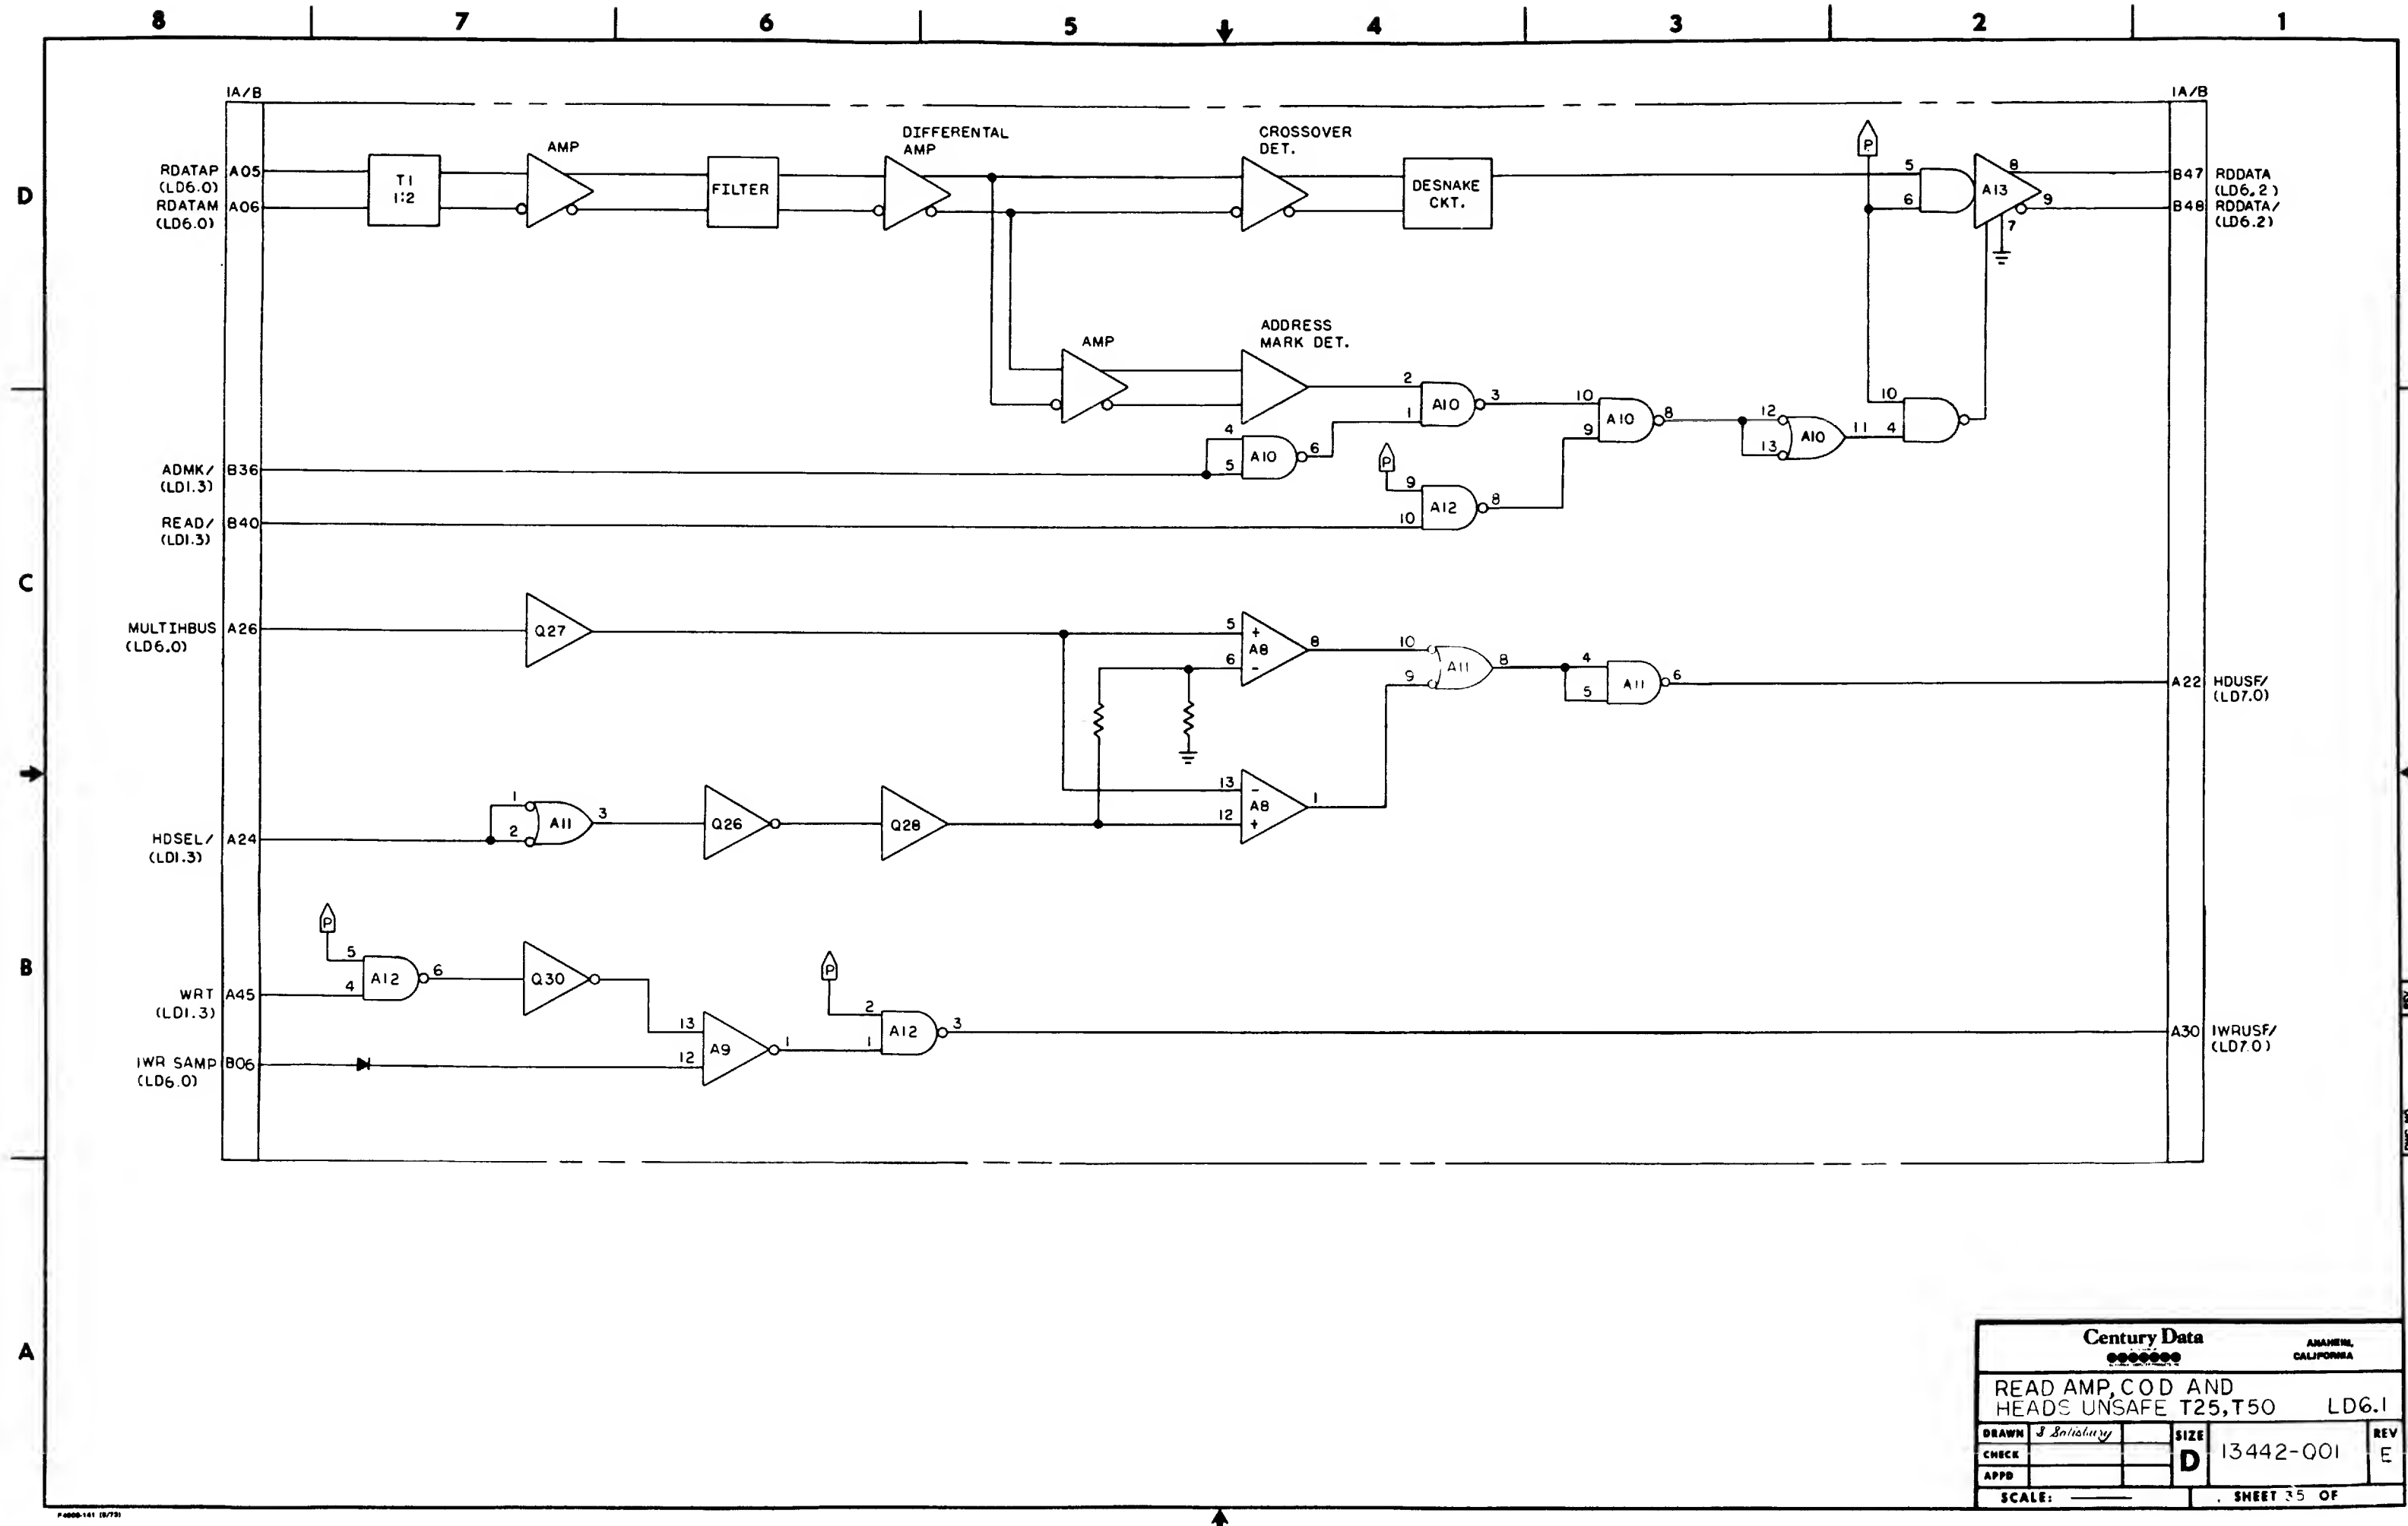 8 7 6 5 4 3 2 1
IA/B IA/B
D
RDATAP A05
(LD6.0)
RDATAM A06
(LD6.0)
T1
1:2
AMP
FILTER
DIFFERENTAL
AMP
CROSSOVER
DET.
DESNAKE
CKT.
P
5
6
A13
8
9
7
B47 RDDATA
(LD6.2)
B48 RDDATA/
(LD6.2)
AMP
ADDRESS
MARK DET.
2
1
A10
3
4
5
A10
6
10
9
A10
8
12
13
A10
11
10
4
ADMK/ B36
(LD1.3)
P
9
10
A12
8
READ/ B40
(LD1.3)
C
MULTIHBUS A26
(LD6.0)
Q27
5 +
6 -
A8
8
10
9
A11
8
4
5
A11
6
A22 HDUSF/
(LD7.0)
13 -
12 +
A8
1
HDSEL/ A24
(LD1.3)
1
2
A11
3
Q26
Q28
B
P
5
4
A12
6
WRT A45
(LD1.3)
Q30
13
12
A9
1
P
2
1
A12
3
A30 IWRUSF/
(LD7.0)
IWR SAMP B06
(LD6.0)
A
Century Data
ANAHEIM,
CALIFORNIA
READ AMP, COD AND
HEADS UNSAFE T25, T50 LD6.1
DRAWN S Salisbury
CHECK
APPD
SIZE
D
13442-001
REV
E
SCALE:
SHEET 35 OF